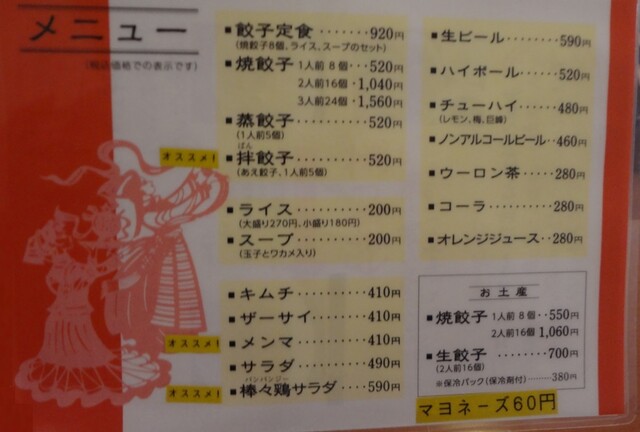 メニュー
(税込価格での表示です)
▪餃子定食………920円
(焼餃子8個、ライス、スープのセット)
▪焼餃子 1人前 8個…520円
2人前16個・1,040円
3人前24個・1,560円
▪蒸餃子…………520円
(1人前5個)
オススメ!
ばん
▪拌餃子…………520円
(あえ餃子、1人前5個)
▪ライス…………200円
(大盛り270円、小盛り180円)
▪スープ…………200円
(玉子とワカメ入り)
▪キムチ…………410円
▪ザーサイ………410円
オススメ!
▪メンマ…………410円
▪サラダ…………490円
オススメ!
バンバンジー
▪棒々鶏サラダ……590円
▪生ビール………590円
▪ハイボール……520円
▪チューハイ……480円
(レモン、梅、巨峰)
▪ノンアルコールビール…460円
▪ウーロン茶……280円
▪コーラ…………280円
▪オレンジジュース…280円
お土産
▪焼餃子 1人前 8個…550円
2人前16個 1,060円
▪生餃子…………700円
(2人前16個)
※保冷パック(保冷剤付)……380円
マヨネーズ60円